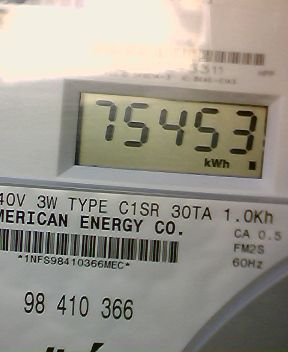 75453
kWh
40V 3W TYPE C1SR 30TA 1.0Kh
MERICAN ENERGY CO.
CA 0.5
FM2S
60Hz
*1NFS98410366MEC*
98 410 366